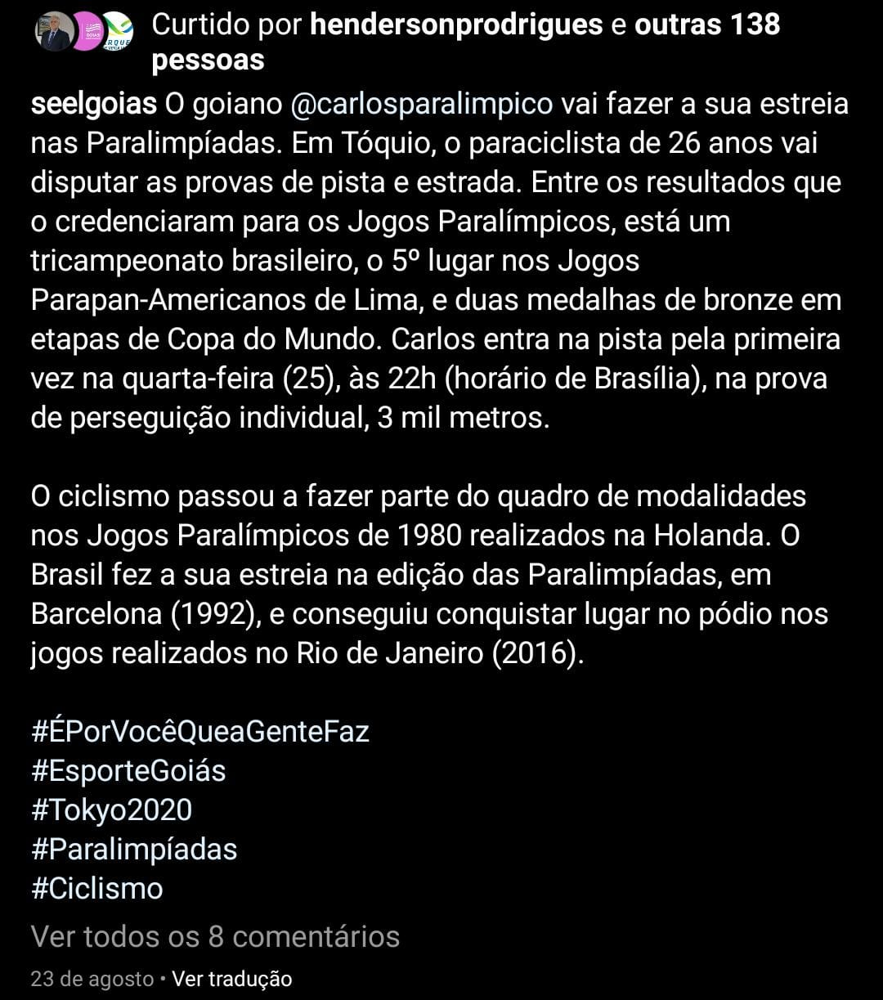 Curtido por hendersonprodrigues e outras 138
pessoas
seelgoias O goiano @carlosparalimpico vai fazer a sua estreia
nas Paralimpíadas. Em Tóquio, o paraciclista de 26 anos vai
disputar as provas de pista e estrada. Entre os resultados que
o credenciaram para os Jogos Paralímpicos, está um
tricampeonato brasileiro, o 5º lugar nos Jogos
Parapan-Americanos de Lima, e duas medalhas de bronze em
etapas de Copa do Mundo. Carlos entra na pista pela primeira
vez na quarta-feira (25), às 22h (horário de Brasília), na prova
de perseguição individual, 3 mil metros.
O ciclismo passou a fazer parte do quadro de modalidades
nos Jogos Paralímpicos de 1980 realizados na Holanda. O
Brasil fez a sua estreia na edição das Paralimpíadas, em
Barcelona (1992), e conseguiu conquistar lugar no pódio nos
jogos realizados no Rio de Janeiro (2016).
#ÉPorVocêQueaGenteFaz
#EsporteGoiás
#Tokyo2020
#Paralimpíadas
#Ciclismo
Ver todos os 8 comentários
23 de agosto • Ver tradução